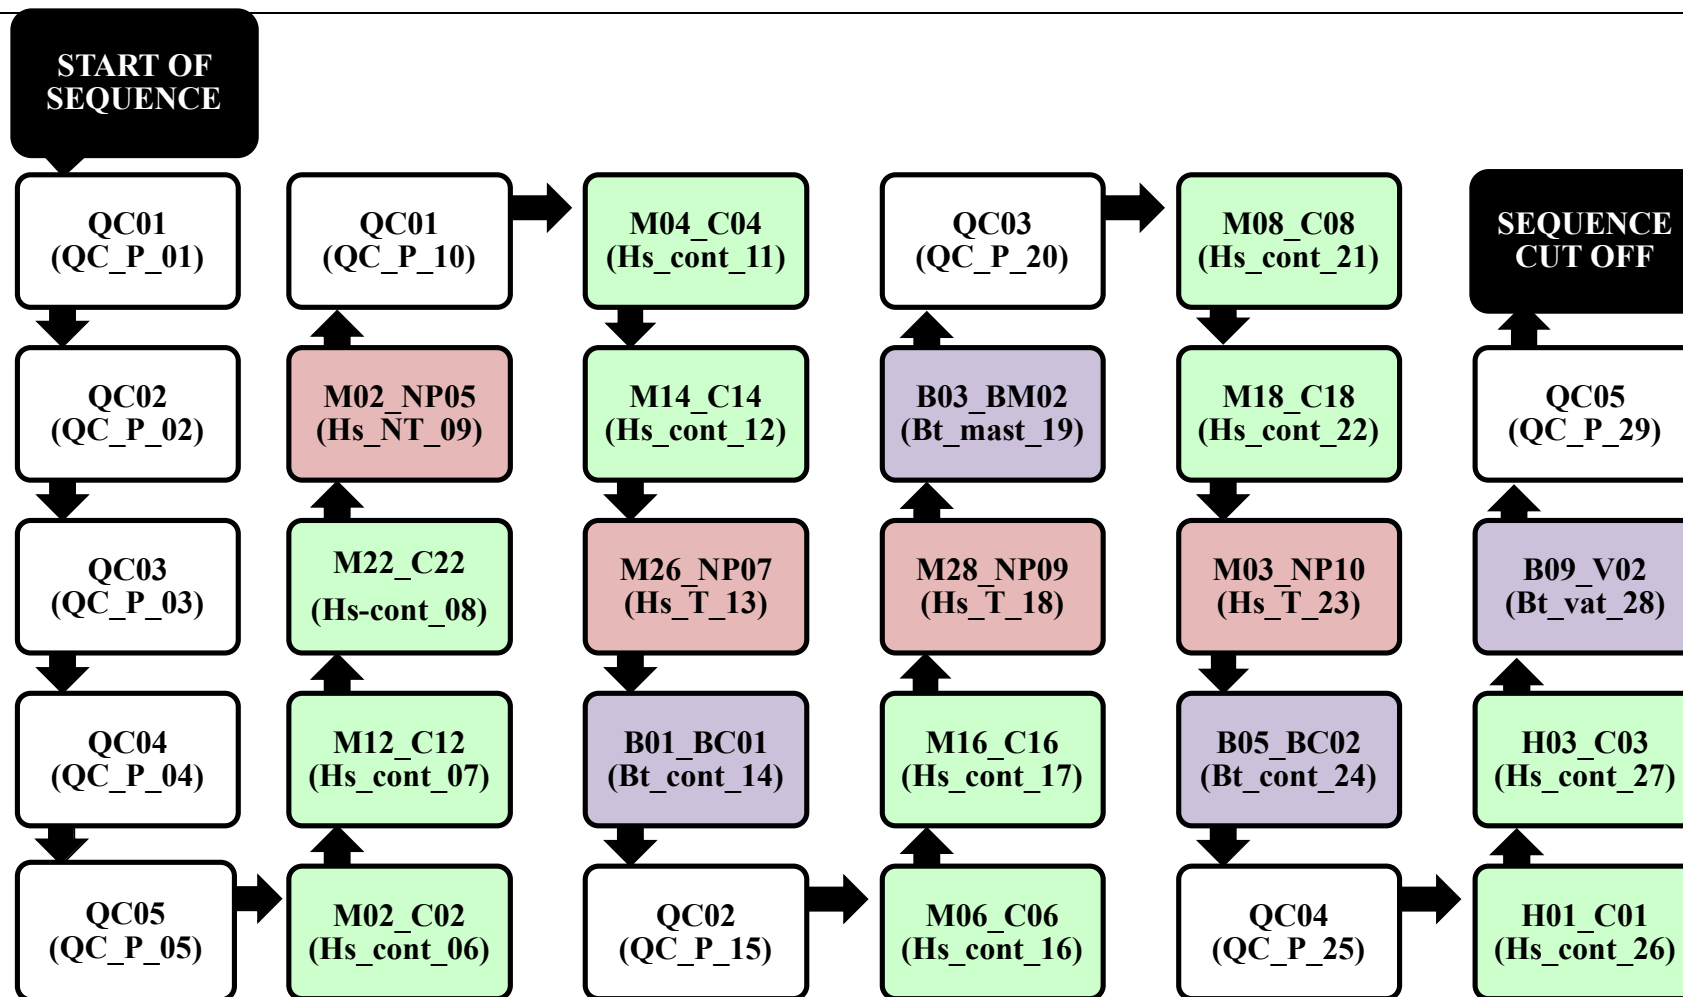 START OF
SEQUENCE
QC01
(QC_P_01)
QC02
(QC_P_02)
QC03
(QC_P_03)
QC04
(QC_P_04)
QC05
(QC_P_05)
M02_C02
(Hs_cont_06)
M12_C12
(Hs_cont_07)
M22_C22
(Hs-cont_08)
M02_NP05
(Hs_NT_09)
QC01
(QC_P_10)
M04_C04
(Hs_cont_11)
M14_C14
(Hs_cont_12)
M26_NP07
(Hs_T_13)
B01_BC01
(Bt_cont_14)
QC02
(QC_P_15)
M06_C06
(Hs_cont_16)
M16_C16
(Hs_cont_17)
M28_NP09
(Hs_T_18)
B03_BM02
(Bt_mast_19)
QC03
(QC_P_20)
M08_C08
(Hs_cont_21)
M18_C18
(Hs_cont_22)
M03_NP10
(Hs_T_23)
B05_BC02
(Bt_cont_24)
QC04
(QC_P_25)
H01_C01
(Hs_cont_26)
H03_C03
(Hs_cont_27)
B09_V02
(Bt_vat_28)
QC05
(QC_P_29)
SEQUENCE
CUT OFF